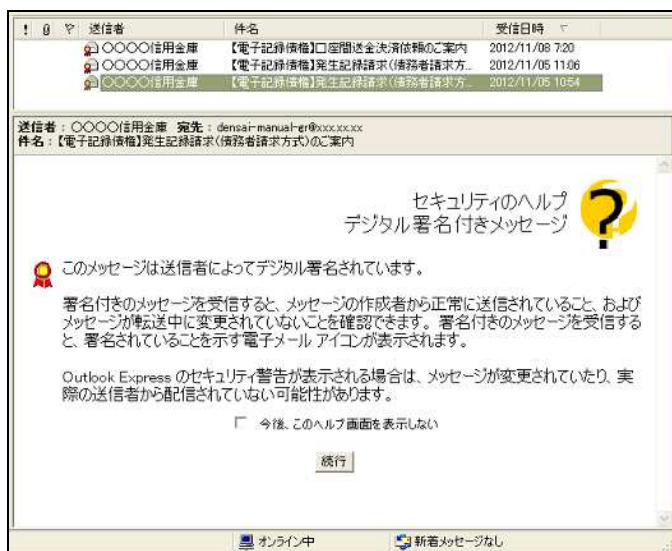 ! 送信者 件名 受信日時
〇〇〇〇信用金庫 【電子記録債権】口座間送金決済依頼のご案内 2012/11/08 7:20
〇〇〇〇信用金庫 【電子記録債権】発生記録請求(債務者請求方... 2012/11/05 11:06
〇〇〇〇信用金庫 【電子記録債権】発生記録請求(債務者請求方... 2012/11/05 10:54
送信者：〇〇〇〇信用金庫 宛先：densai-manual-er@xxx.xx.xx
件名：【電子記録債権】発生記録請求(債務者請求方式)のご案内
セキュリティのヘルプ
デジタル署名付きメッセージ
このメッセージは送信者によってデジタル署名されています。
署名付きのメッセージを受信すると、メッセージの作成者から正常に送信されていること、および
メッセージが転送中に変更されていないことを確認できます。署名付きのメッセージを受信する
と、署名されていることを示す電子メール アイコンが表示されます。
Outlook Express のセキュリティ警告が表示される場合は、メッセージが変更されていたり、実
際の送信者から配信されていない可能性があります。
今後、このヘルプ画面を表示しない
続行
オンライン中 新着メッセージなし